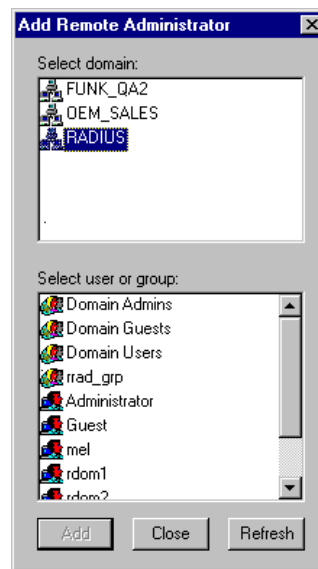 Add Remote Administrator
Select domain:
FUNK_QA2
OEM_SALES
RADIUS
Select user or group:
Domain Admins
Domain Guests
Domain Users
rrad_grp
Administrator
Guest
mel
rdom1
rdom2
Add Close Refresh